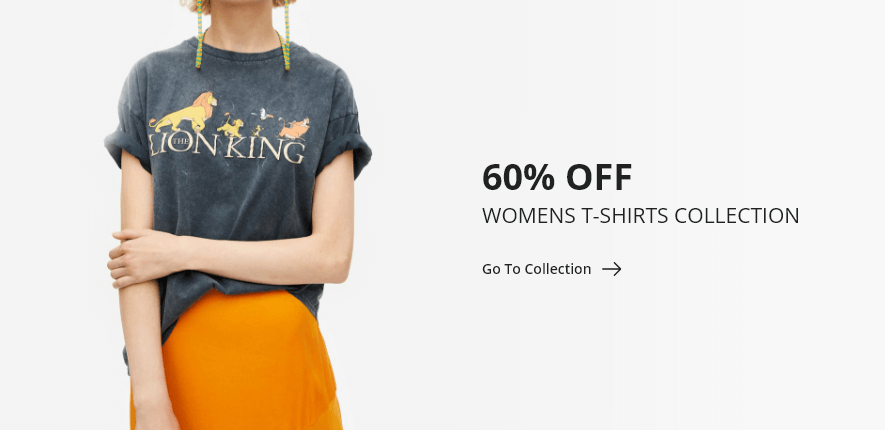 THE
LION KING
60% OFF
WOMENS T-SHIRTS COLLECTION
Go To Collection